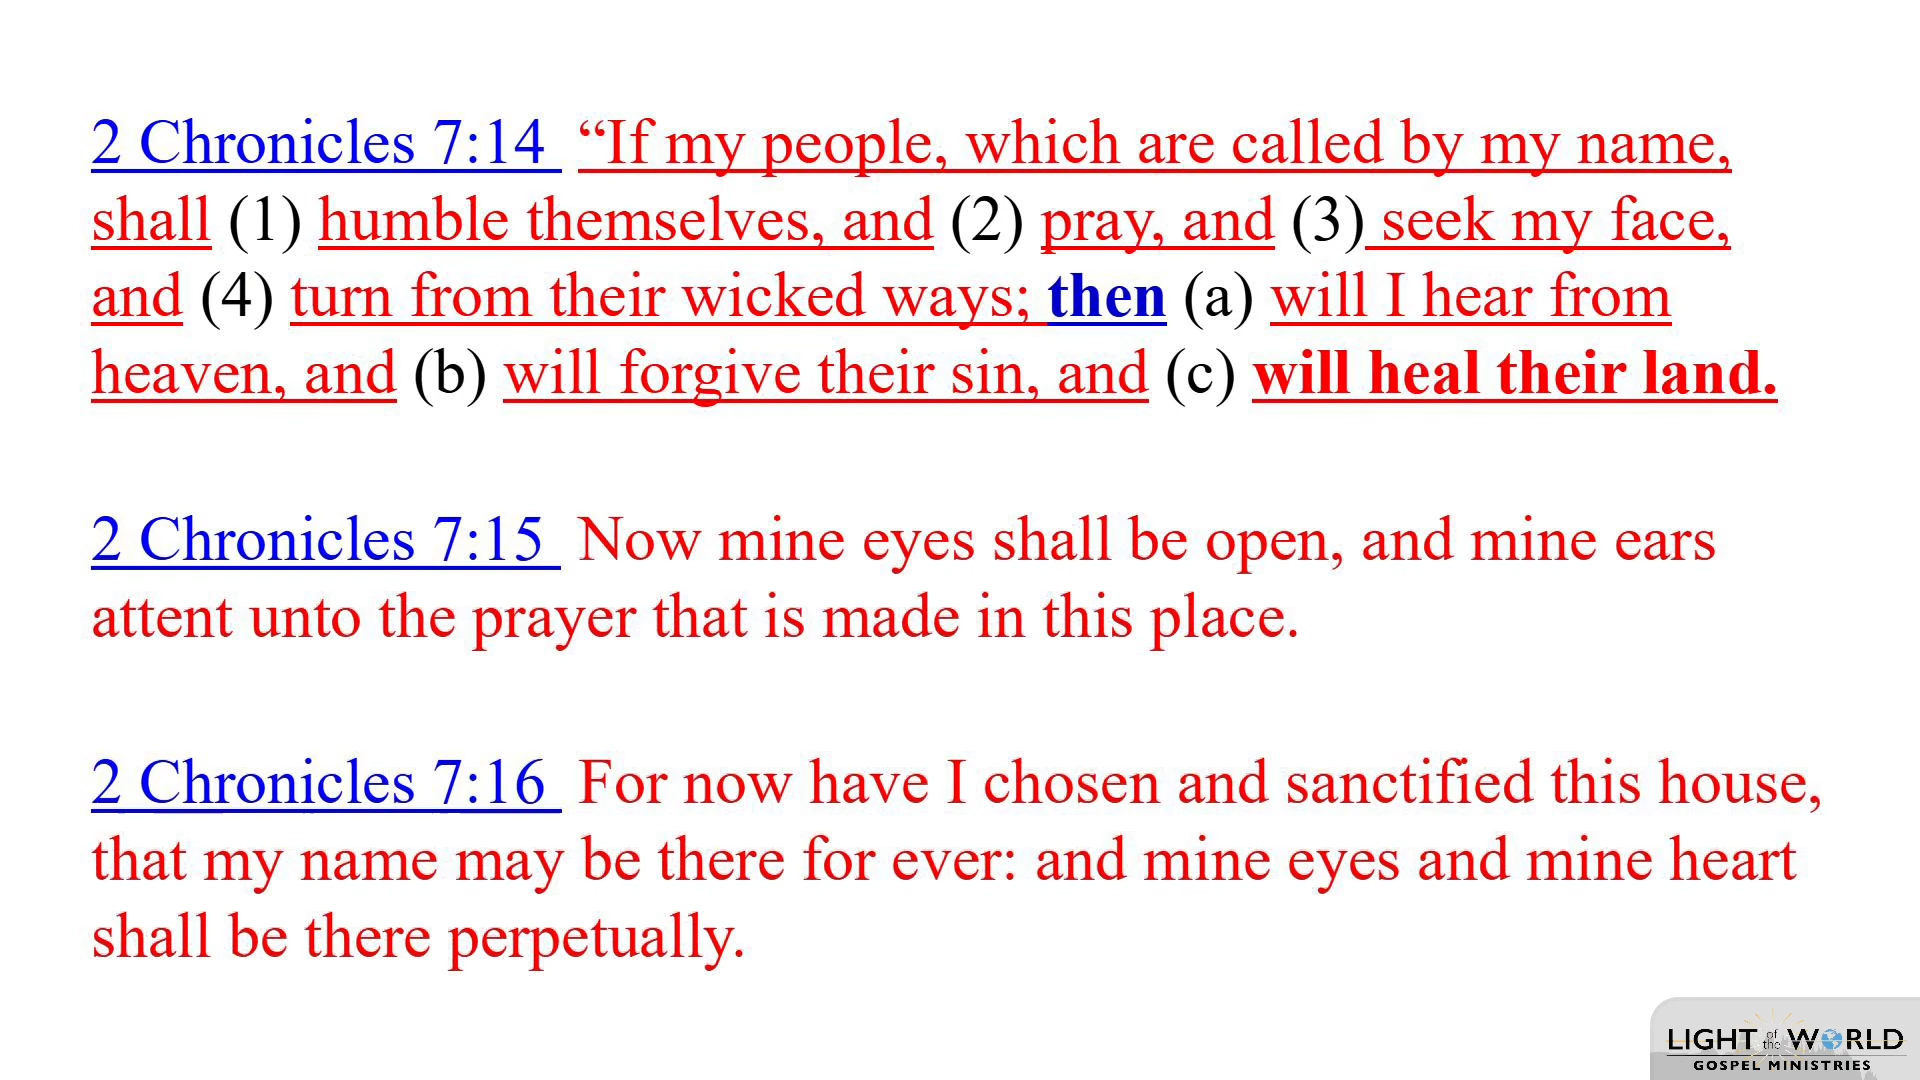 2 Chronicles 7:14 “If my people, which are called by my name,
shall (1) humble themselves, and (2) pray, and (3) seek my face,
and (4) turn from their wicked ways; then (a) will I hear from
heaven, and (b) will forgive their sin, and (c) will heal their land.
2 Chronicles 7:15 Now mine eyes shall be open, and mine ears
attent unto the prayer that is made in this place.
2 Chronicles 7:16 For now have I chosen and sanctified this house,
that my name may be there for ever: and mine eyes and mine heart
shall be there perpetually.
LIGHT of the WORLD
GOSPEL MINISTRIES